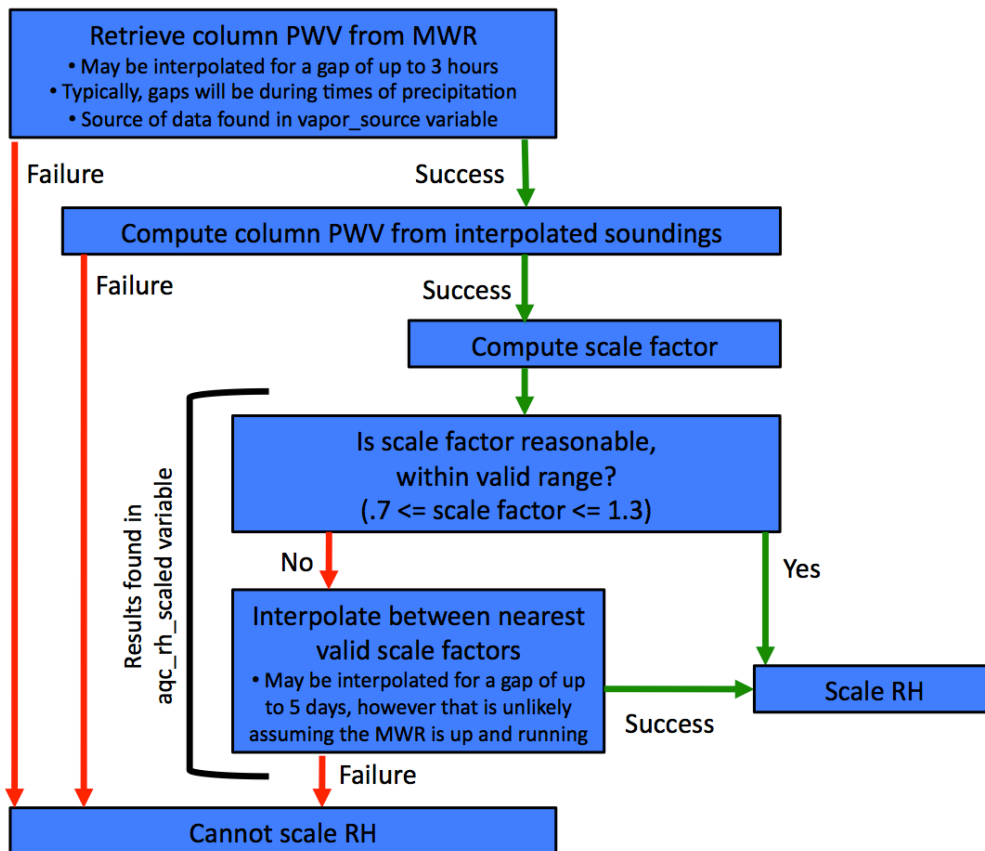 Retrieve column PWV from MWR
• May be interpolated for a gap of up to 3 hours
• Typically, gaps will be during times of precipitation
• Source of data found in vapor_source variable
Failure
Success
Compute column PWV from interpolated soundings
Failure
Success
Compute scale factor
Is scale factor reasonable,
within valid range?
(.7 <= scale factor <= 1.3)
Results found in
aqc_rh_scaled variable
No
Yes
Interpolate between nearest
valid scale factors
• May be interpolated for a gap of up
to 5 days, however that is unlikely
assuming the MWR is up and running
Success
Scale RH
Failure
Cannot scale RH